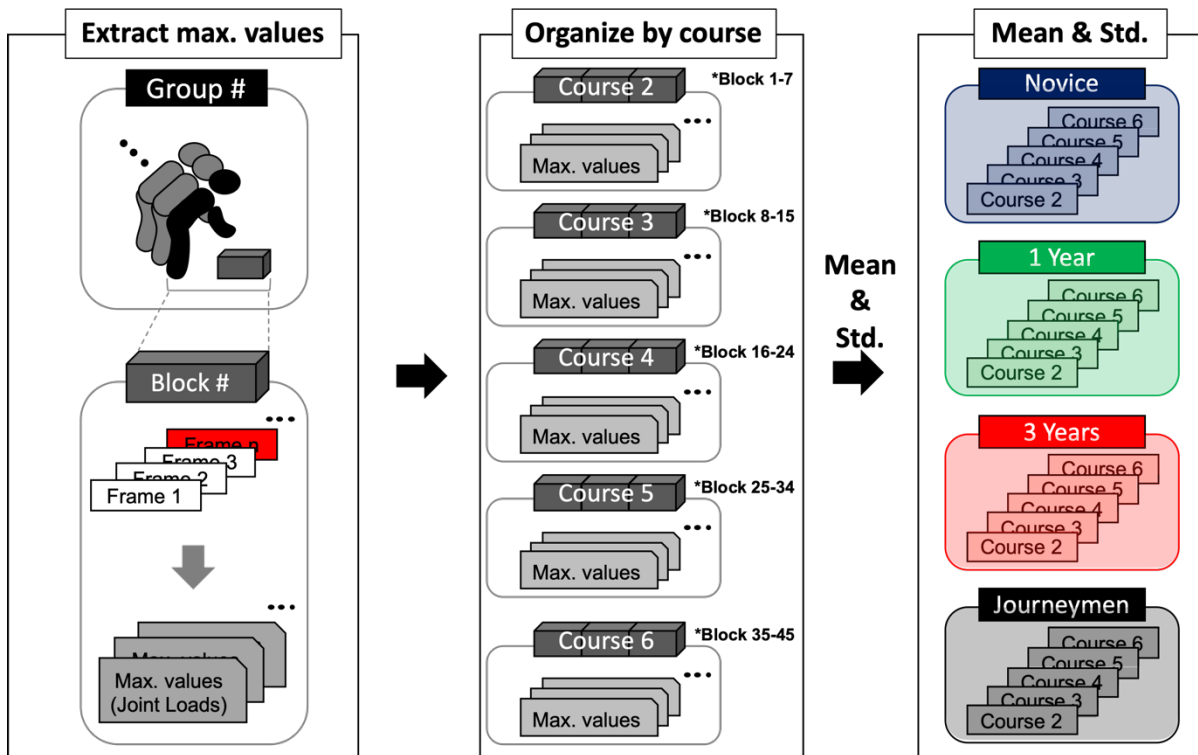 Extract max. values
Group #
Block #
Frame n
Frame 3
Frame 2
Frame 1
Max. values
Max. values
(Joint Loads)
Organize by course
Course 2
*Block 1-7
Max. values
Course 3
*Block 8-15
Max. values
Course 4
*Block 16-24
Max. values
Course 5
*Block 25-34
Max. values
Course 6
*Block 35-45
Max. values
Mean
&
Std.
Mean & Std.
Novice
Course 6
Course 5
Course 4
Course 3
Course 2
1 Year
Course 6
Course 5
Course 4
Course 3
Course 2
3 Years
Course 6
Course 5
Course 4
Course 3
Course 2
Journeymen
Course 6
Course 5
Course 4
Course 3
Course 2